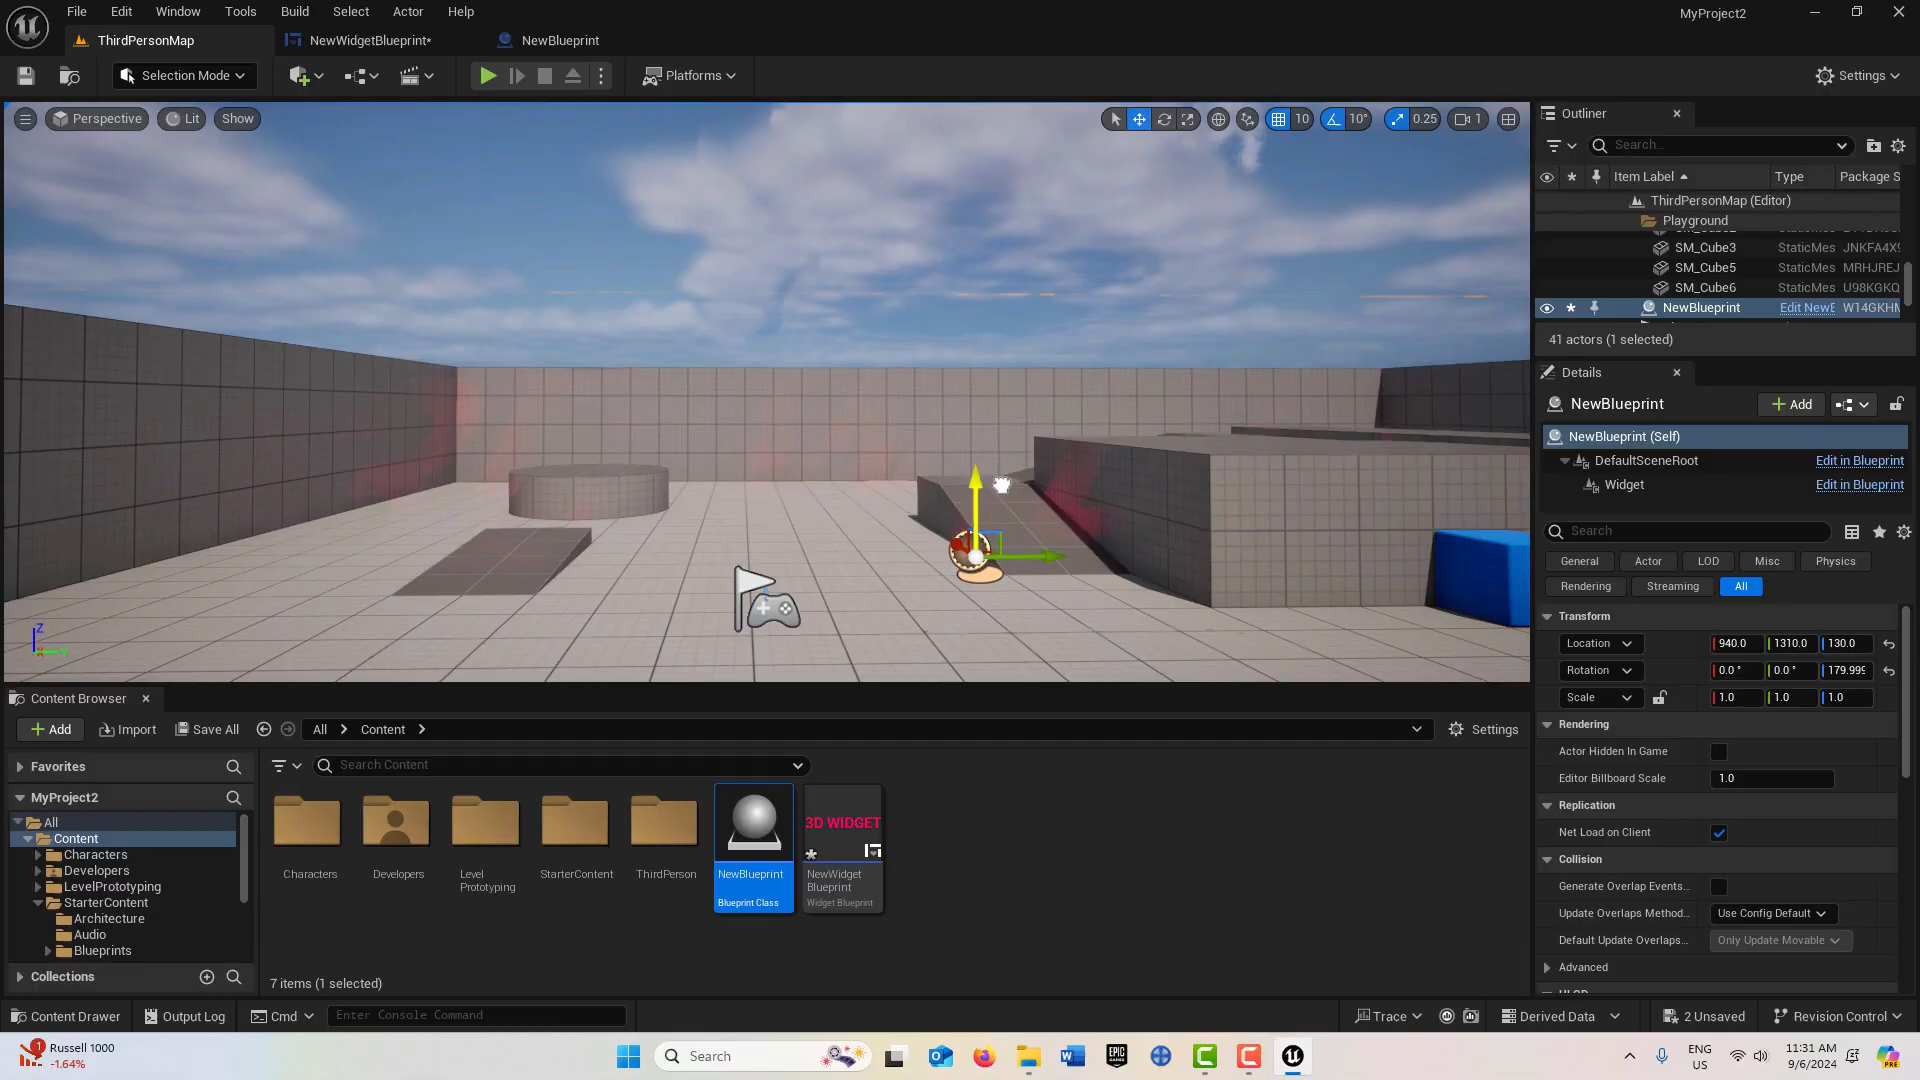 File Edit Window Tools Build Select Actor Help
MyProject2
ThirdPersonMap
NewWidgetBlueprint*
NewBlueprint
Selection Mode
Platforms
Settings
Perspective
Lit
Show
10
10°
0.25
1
Outliner
Search...
Item Label
Type
Package S
ThirdPersonMap (Editor)
Playground
SM_Cube3 StaticMes JNKFA4X9
SM_Cube5 StaticMes MRHJREJ
SM_Cube6 StaticMes U98KGKQ
NewBlueprint Edit NewE W14GKHM
41 actors (1 selected)
Details
NewBlueprint
Add
NewBlueprint (Self)
DefaultSceneRoot Edit in Blueprint
Widget Edit in Blueprint
Search
General Actor LOD Misc Physics
Rendering Streaming All
Transform
Location 940.0 1310.0 130.0
Rotation 0.0 ° 0.0 ° 179.999
Scale 1.0 1.0 1.0
Rendering
Actor Hidden In Game
Editor Billboard Scale 1.0
Replication
Net Load on Client
Collision
Generate Overlap Events...
Update Overlaps Method... Use Config Default
Default Update Overlaps... Only Update Movable
Advanced
Z
Y
Content Browser
Add Import Save All All Content Settings
Favorites
Search Content
MyProject2
All
Content
Characters
Developers
LevelPrototyping
StarterContent
Architecture
Audio
Blueprints
Collections
Characters
Developers
Level
Prototyping
StarterContent
ThirdPerson
NewBlueprint
Blueprint Class
3D WIDGET
NewWidget
Blueprint
Widget Blueprint
7 items (1 selected)
Content Drawer
Output Log
Cmd
Enter Console Command
Trace
Derived Data
2 Unsaved
Revision Control
1
Russell 1000
-1.64%
Search
EPIC
GAMES
ENG
US
11:31 AM
9/6/2024
PRE